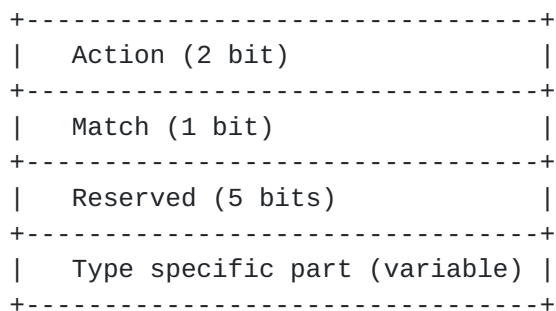 +---------------------------------+
|   Action (2 bit)                |
+---------------------------------+
|   Match (1 bit)                 |
+---------------------------------+
|   Reserved (5 bits)             |
+---------------------------------+
|   Type specific part (variable) |
+---------------------------------+